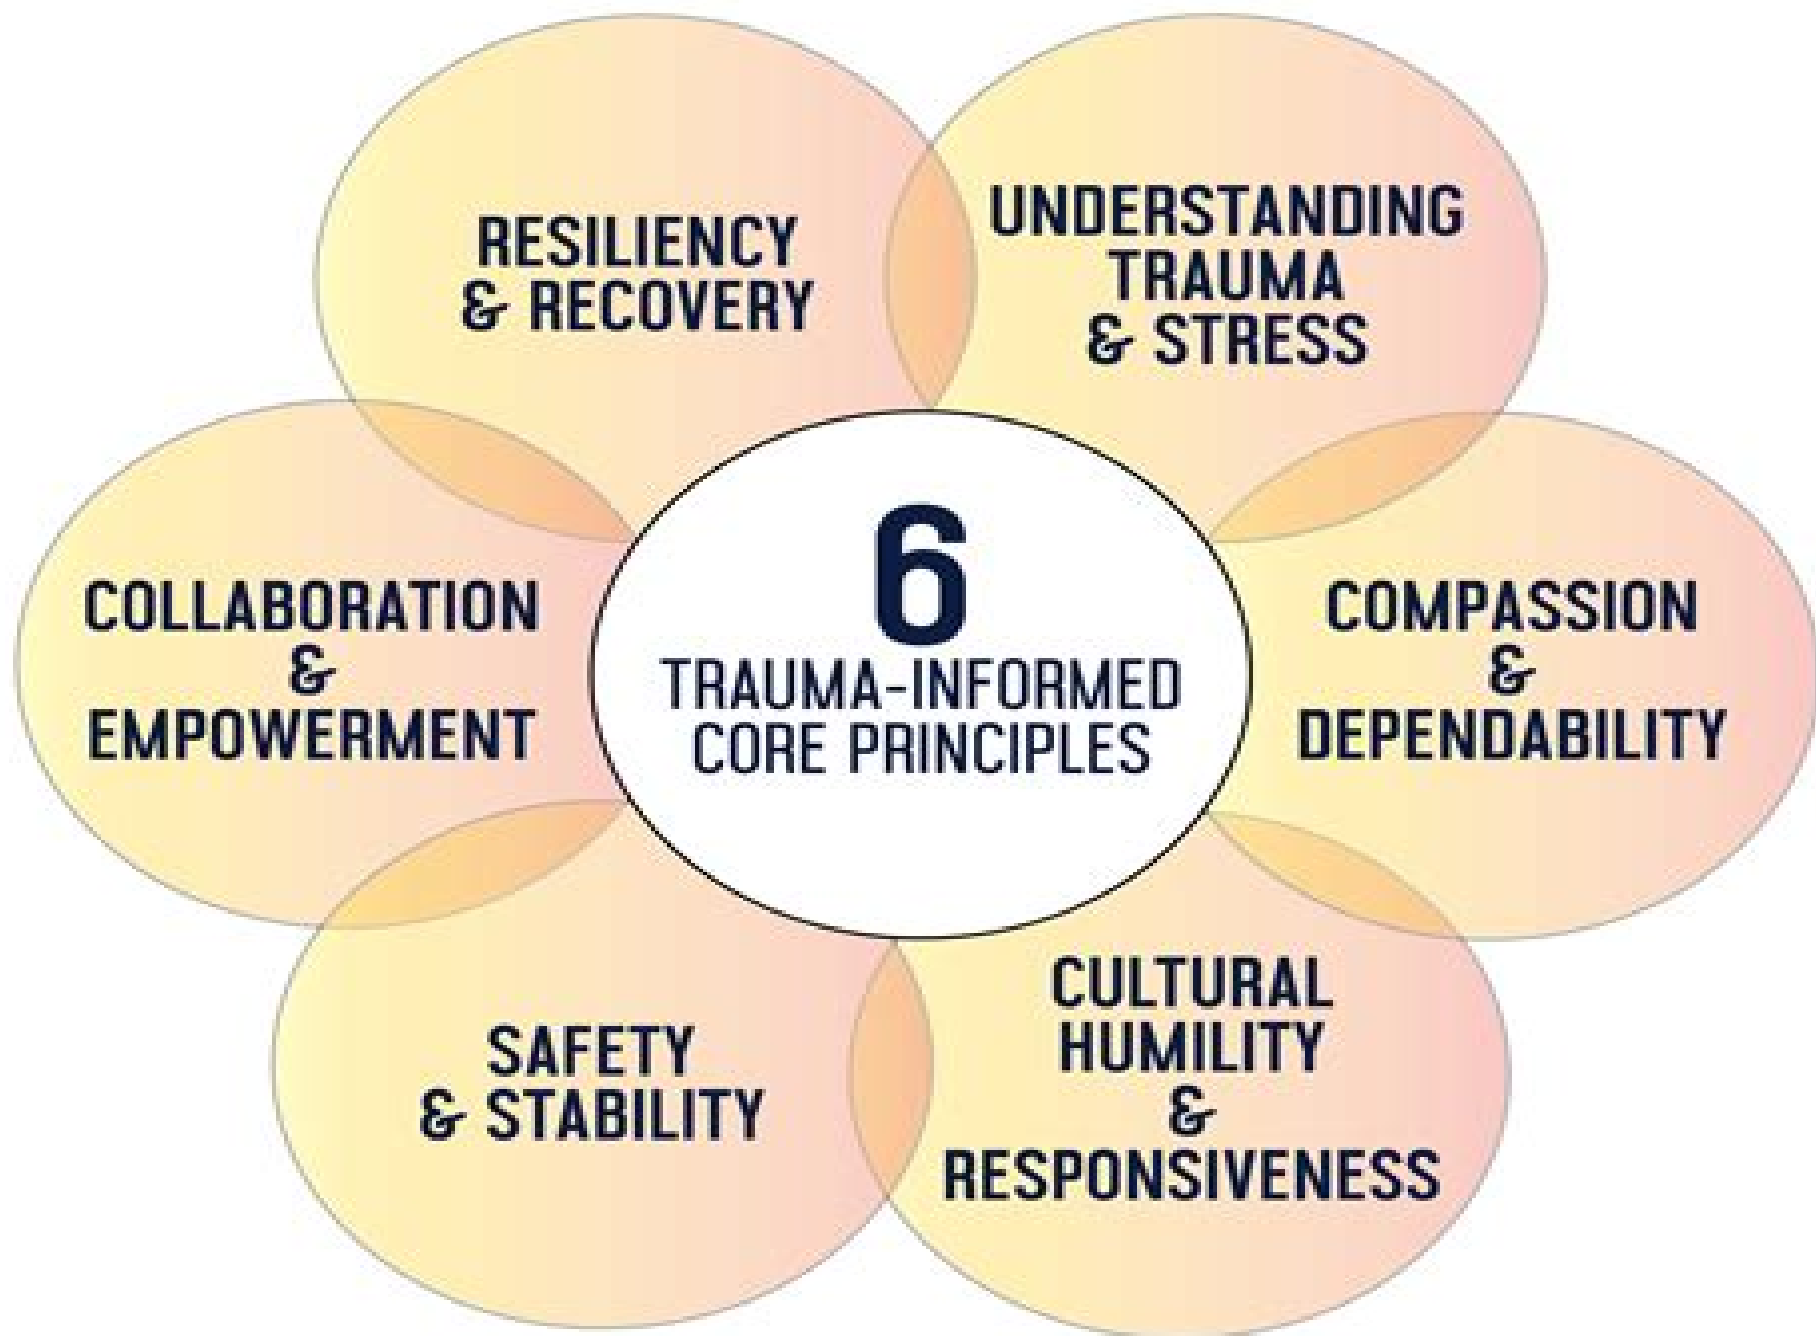 RESILIENCY
& RECOVERY
UNDERSTANDING
TRAUMA
& STRESS
COLLABORATION
&
EMPOWERMENT
6
TRAUMA-INFORMED
CORE PRINCIPLES
COMPASSION
&
DEPENDABILITY
SAFETY
& STABILITY
CULTURAL
HUMILITY
&
RESPONSIVENESS